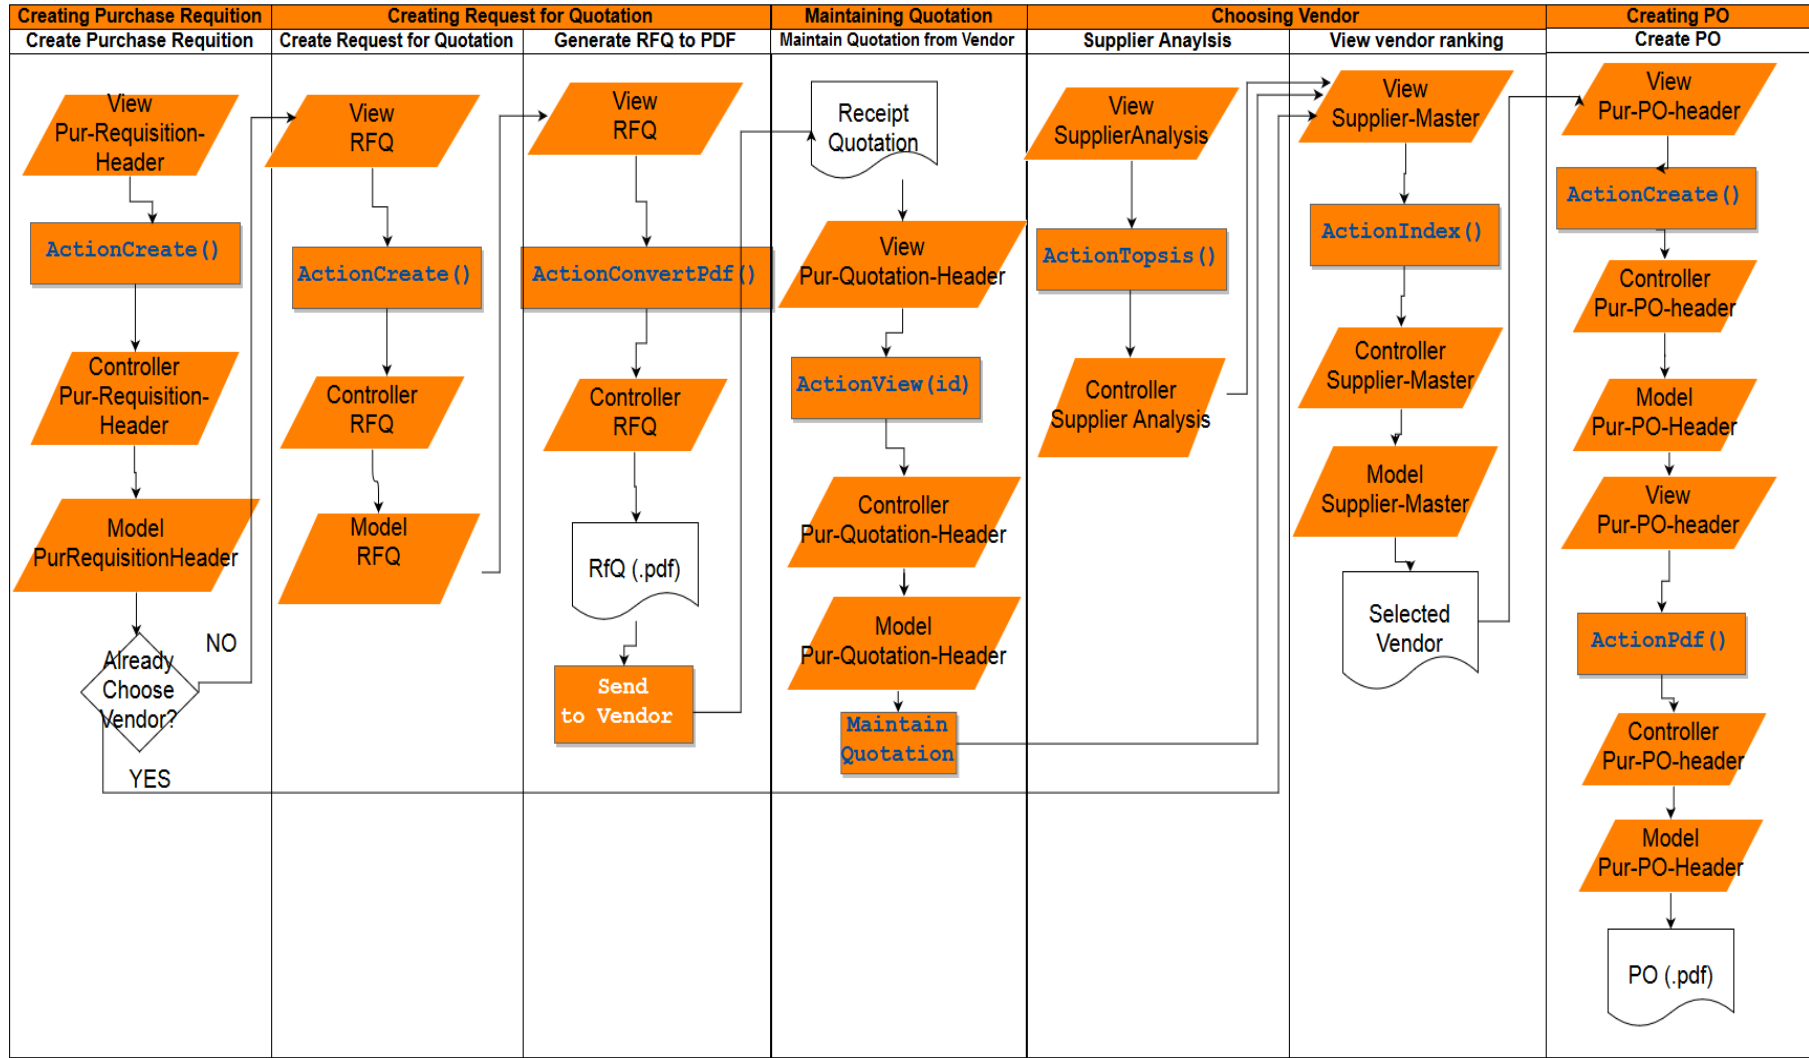 Creating Purchase Requition
Creating Request for Quotation
Maintaining Quotation
Choosing Vendor
Creating PO
Create Purchase Requition
Create Request for Quotation
Generate RFQ to PDF
Maintain Quotation from Vendor
Supplier Anaylsis
View vendor ranking
Create PO
View
Pur-Requisition-
Header
ActionCreate()
Controller
Pur-Requisition-
Header
Model
PurRequisitionHeader
Already
Choose
Vendor?
NO
YES
View
RFQ
ActionCreate()
Controller
RFQ
Model
RFQ
View
RFQ
ActionConvertPdf()
Controller
RFQ
RfQ (.pdf)
Send
to Vendor
Receipt
Quotation
View
Pur-Quotation-Header
ActionView(id)
Controller
Pur-Quotation-Header
Model
Pur-Quotation-Header
Maintain
Quotation
View
SupplierAnalysis
ActionTopsis()
Controller
Supplier Analysis
View
Supplier-Master
ActionIndex()
Controller
Supplier-Master
Model
Supplier-Master
Selected
Vendor
View
Pur-PO-header
ActionCreate()
Controller
Pur-PO-header
Model
Pur-PO-Header
View
Pur-PO-header
ActionPdf()
Controller
Pur-PO-header
Model
Pur-PO-Header
PO (.pdf)